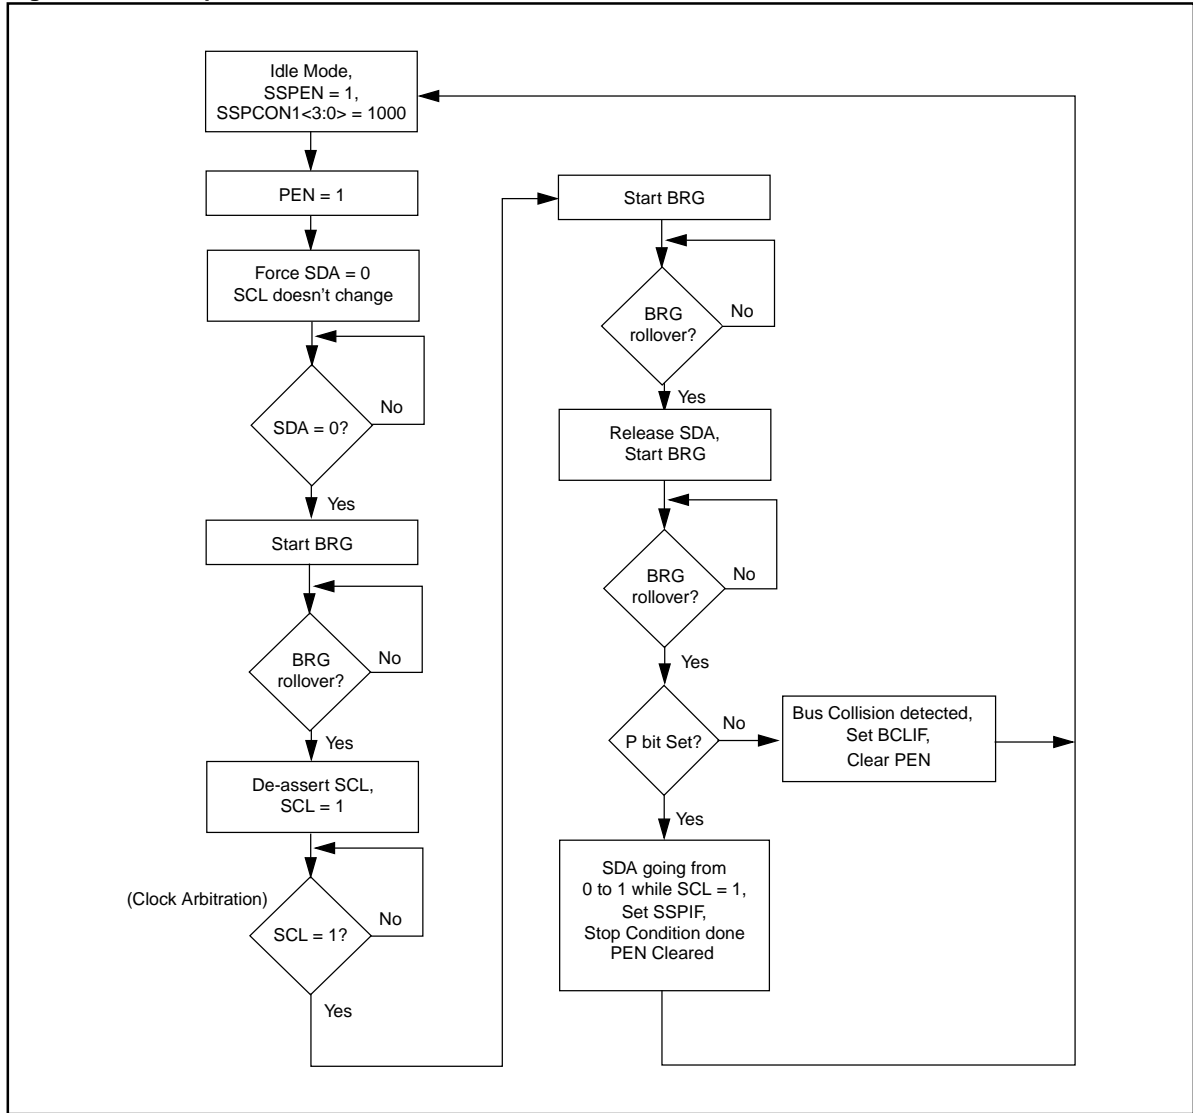 Idle Mode,
SSPEN = 1,
SSPCON1<3:0> = 1000
PEN = 1
Force SDA = 0
SCL doesn't change
SDA = 0?
No
Yes
Start BRG
BRG
rollover?
No
Yes
De-assert SCL,
SCL = 1
(Clock Arbitration)
SCL = 1?
No
Yes
Start BRG
BRG
rollover?
No
Yes
Release SDA,
Start BRG
BRG
rollover?
No
Yes
P bit Set?
No
Bus Collision detected,
Set BCLIF,
Clear PEN
Yes
SDA going from
0 to 1 while SCL = 1,
Set SSPIF,
Stop Condition done
PEN Cleared